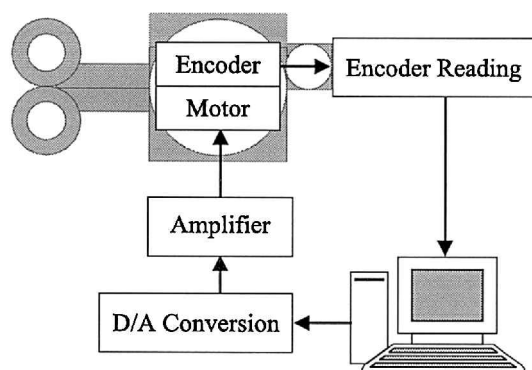 Encoder
Encoder Reading
Motor
Amplifier
D/A Conversion